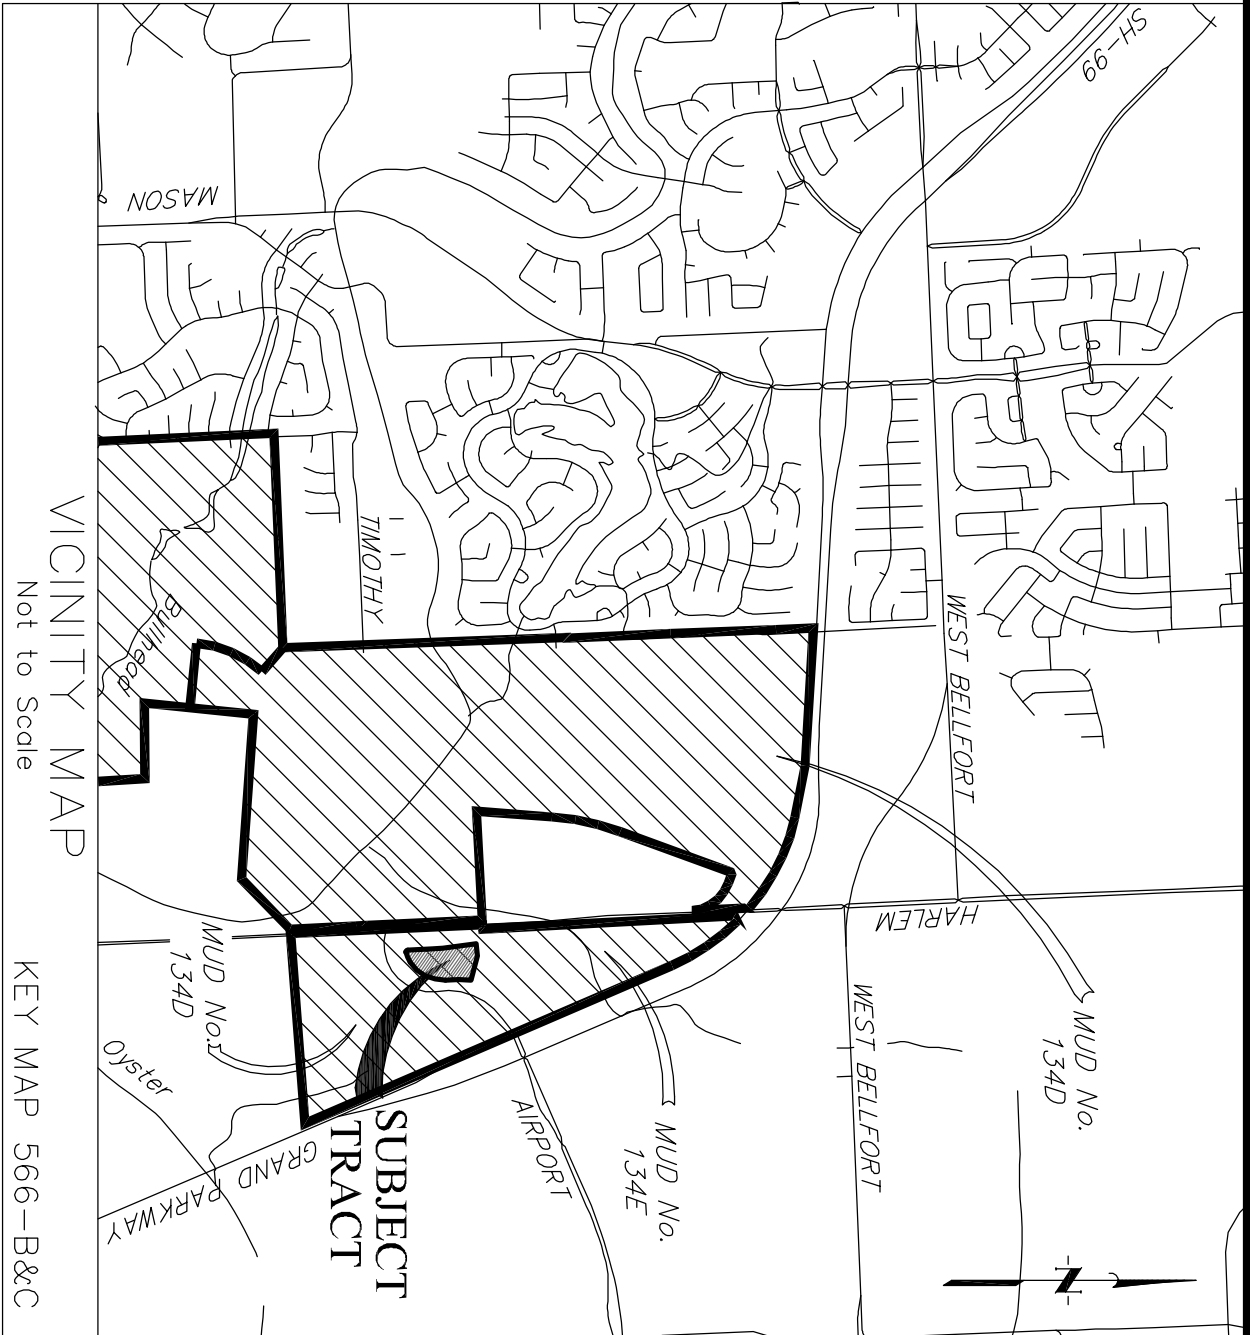 SH-99
MASON
TIMOTHY
WEST BELLFORT
Bullhead
HARLEM
MUD No.
134D
WEST BELLFORT
MUD No.
134D
Oyster
AIRPORT
MUD No.
134E
GRAND PARKWAY
SUBJECT
TRACT
-N-
VICINITY MAP
Not to Scale
KEY MAP 566-B&C